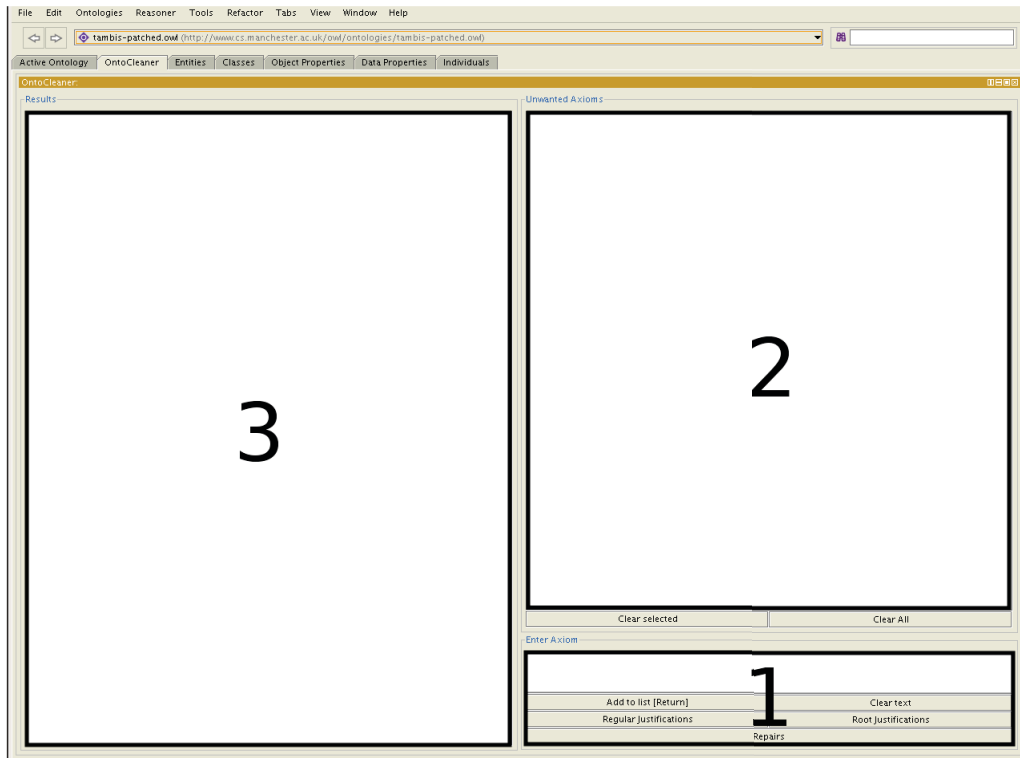 File Edit Ontologies Reasoner Tools Refactor Tabs View Window Help
tambis-patched.owl (http://www.cs.manchester.ac.uk/owl/ontologies/tambis-patched.owl)
Active Ontology OntoCleaner Entities Classes Object Properties Data Properties Individuals
OntoCleaner:
Results Unwanted Axioms
3
2
Clear selected Clear All
Enter Axiom
1
Add to list [Return] Clear text
Regular Justifications Root Justifications
Repairs